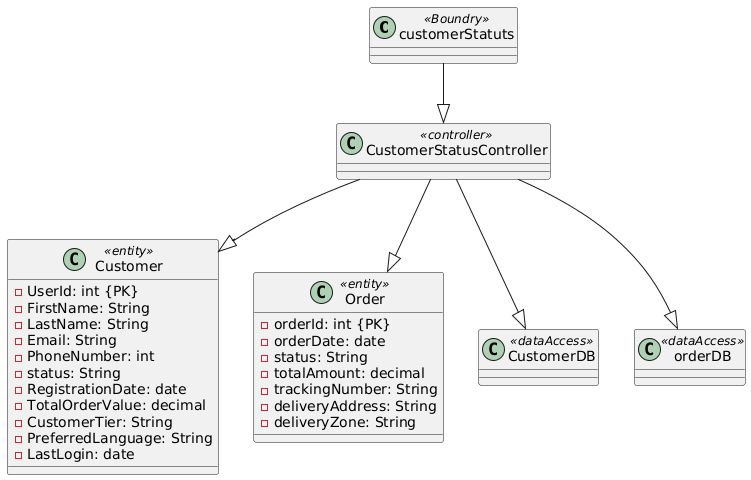 C
«Boundry»
customerStatuts
C
«controller»
CustomerStatusController
C
«entity»
Customer
UserId: int {PK}
FirstName: String
LastName: String
Email: String
PhoneNumber: int
status: String
RegistrationDate: date
TotalOrderValue: decimal
CustomerTier: String
PreferredLanguage: String
LastLogin: date
C
«entity»
Order
orderId: int {PK}
orderDate: date
status: String
totalAmount: decimal
trackingNumber: String
deliveryAddress: String
deliveryZone: String
C
«dataAccess»
CustomerDB
C
«dataAccess»
orderDB